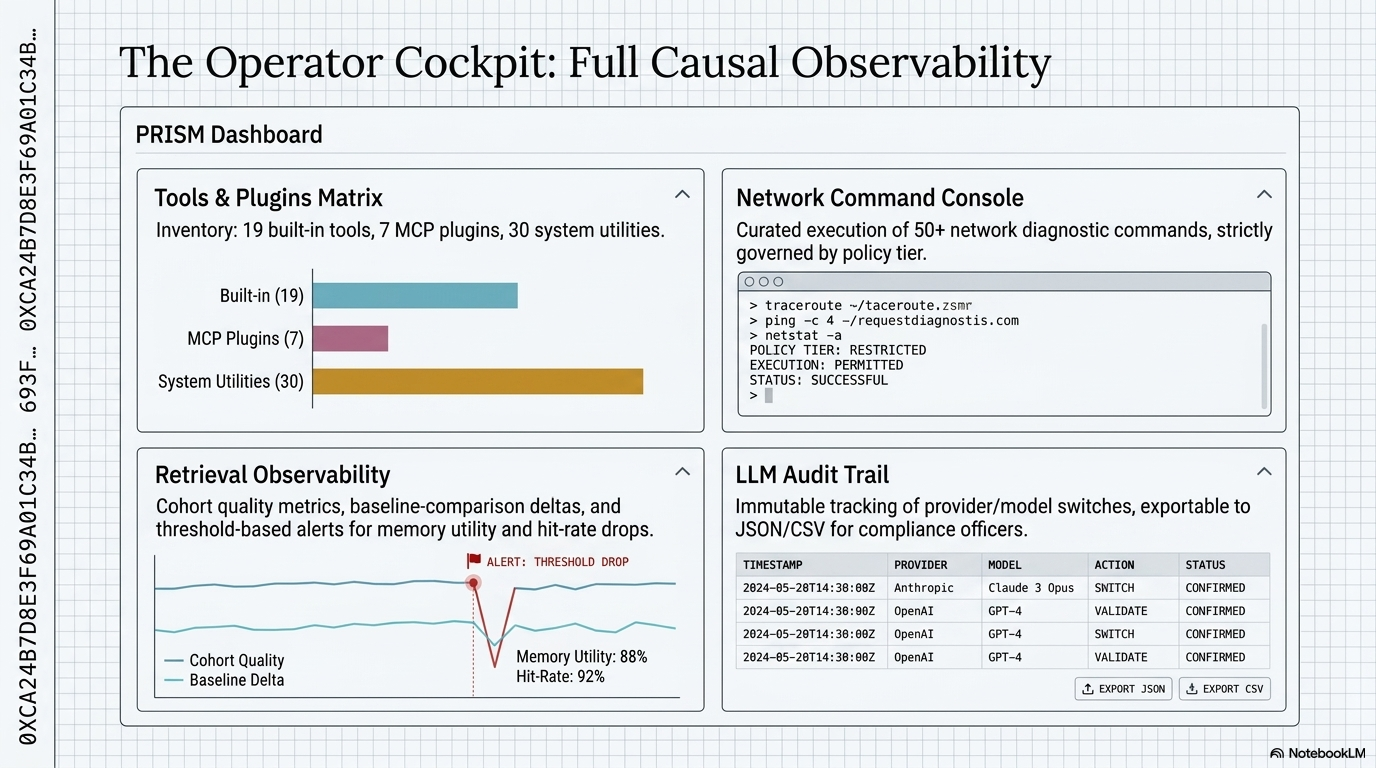 The Operator Cockpit: Full Causal Observability
0XCA24B7D8E3F69A01C34B… 693F… 0XCA24B7D8E3F69A01C34B…
PRISM Dashboard
Tools & Plugins Matrix
Inventory: 19 built-in tools, 7 MCP plugins, 30 system utilities.
Built-in (19)
MCP Plugins (7)
System Utilities (30)
Network Command Console
Curated execution of 50+ network diagnostic commands, strictly
governed by policy tier.
> traceroute ~/taceroute.zsmr
> ping -c 4 -/requestdiagnostis.com
> netstat -a
POLICY TIER: RESTRICTED
EXECUTION: PERMITTED
STATUS: SUCCESSFUL
>
Retrieval Observability
Cohort quality metrics, baseline-comparison deltas, and
threshold-based alerts for memory utility and hit-rate drops.
ALERT: THRESHOLD DROP
Cohort Quality
Baseline Delta
Memory Utility: 88%
Hit-Rate: 92%
LLM Audit Trail
Immutable tracking of provider/model switches, exportable to
JSON/CSV for compliance officers.
TIMESTAMP PROVIDER MODEL ACTION STATUS
2024-05-20T14:30:00Z Anthropic Claude 3 Opus SWITCH CONFIRMED
2024-05-20T14:30:00Z OpenAI GPT-4 VALIDATE CONFIRMED
2024-05-20T14:30:00Z OpenAI GPT-4 SWITCH CONFIRMED
2024-05-20T14:30:00Z OpenAI GPT-4 VALIDATE CONFIRMED
EXPORT JSON EXPORT CSV
NotebookLM